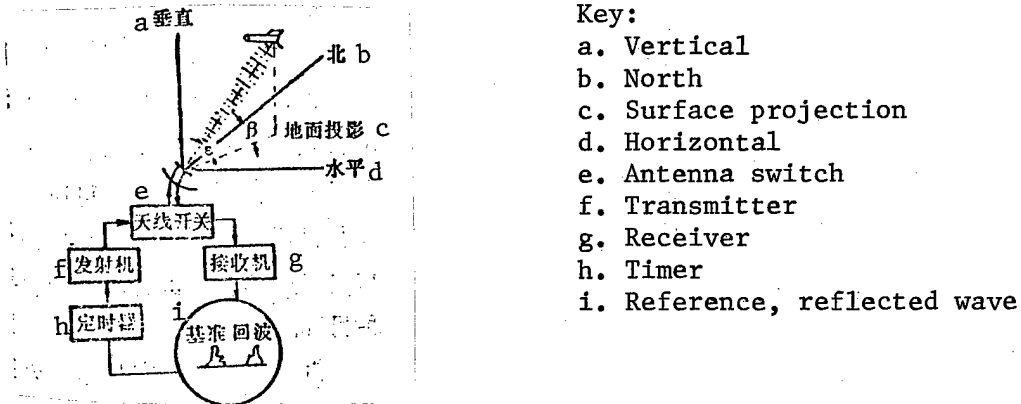 a 垂直
北 b
β
地面投影 c
ε
水平 d
e
天线开关
f 发射机
接收机 g
h 定时器
i
基准 回波
Key:
a. Vertical
b. North
c. Surface projection
d. Horizontal
e. Antenna switch
f. Transmitter
g. Receiver
h. Timer
i. Reference, reflected wave